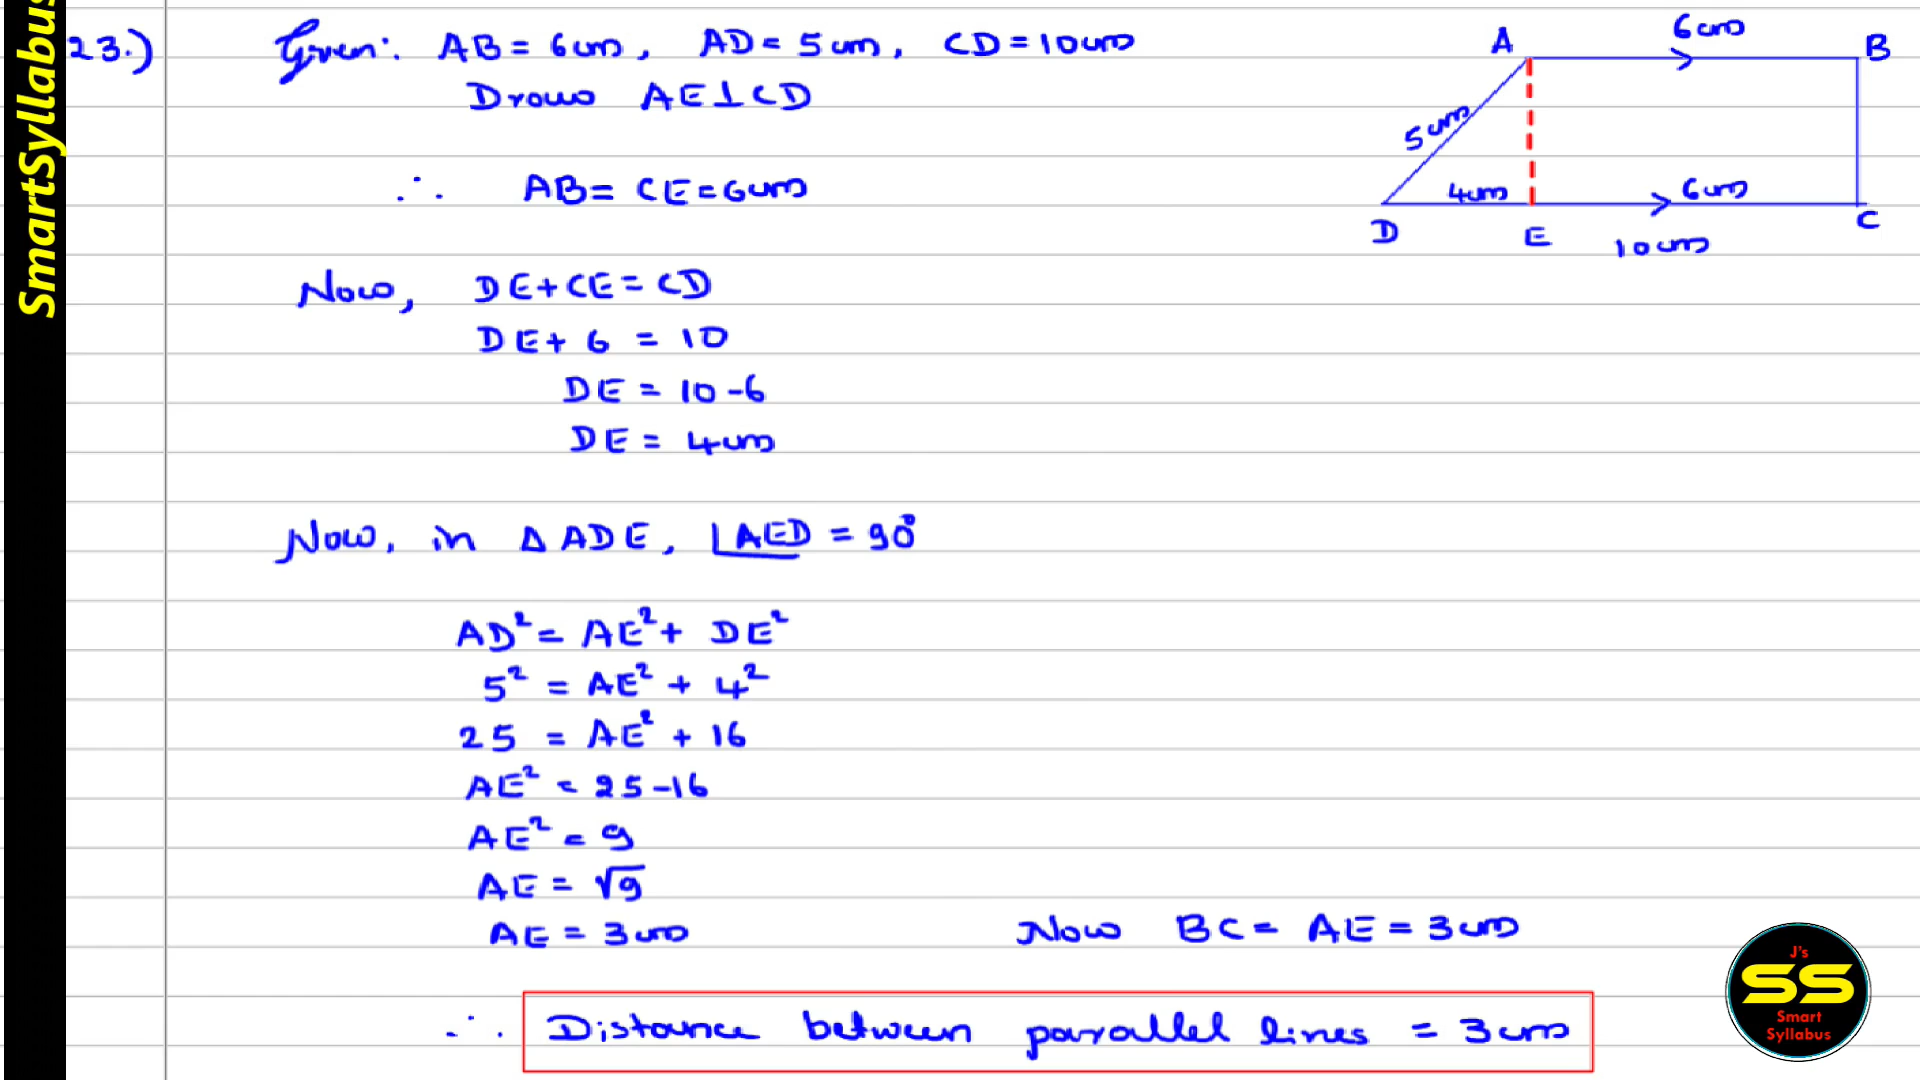 SmartSyllabus
23.) Given: AB = 6cm, AD = 5cm, CD = 10cm
Draw AE⊥CD
∴ AB = CE = 6cm
Now, DE+CE = CD
DE+ 6 = 10
DE = 10-6
DE = 4cm
Now, in Δ ADE, ∠AED = 90°
AD² = AE² + DE²
5² = AE² + 4²
25 = AE² + 16
AE² = 25-16
AE² = 9
AE = √9
AE = 3cm
Now BC = AE = 3cm
∴ Distance between parallel lines = 3cm
6cm
A
B
5cm
4cm
6cm
D
E
10cm
C
J's
SS
Smart
Syllabus